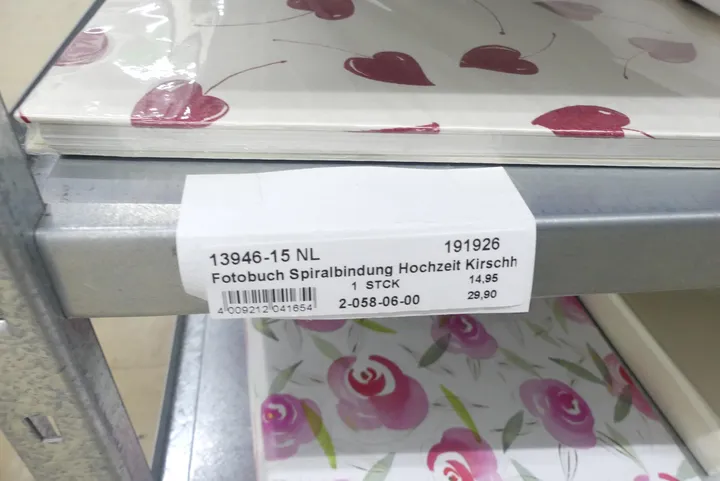 13946-15 NL 191926
Fotobuch Spiralbindung Hochzeit Kirschh
1 STCK 14,95
2-058-06-00 29,90
4 009212 041654